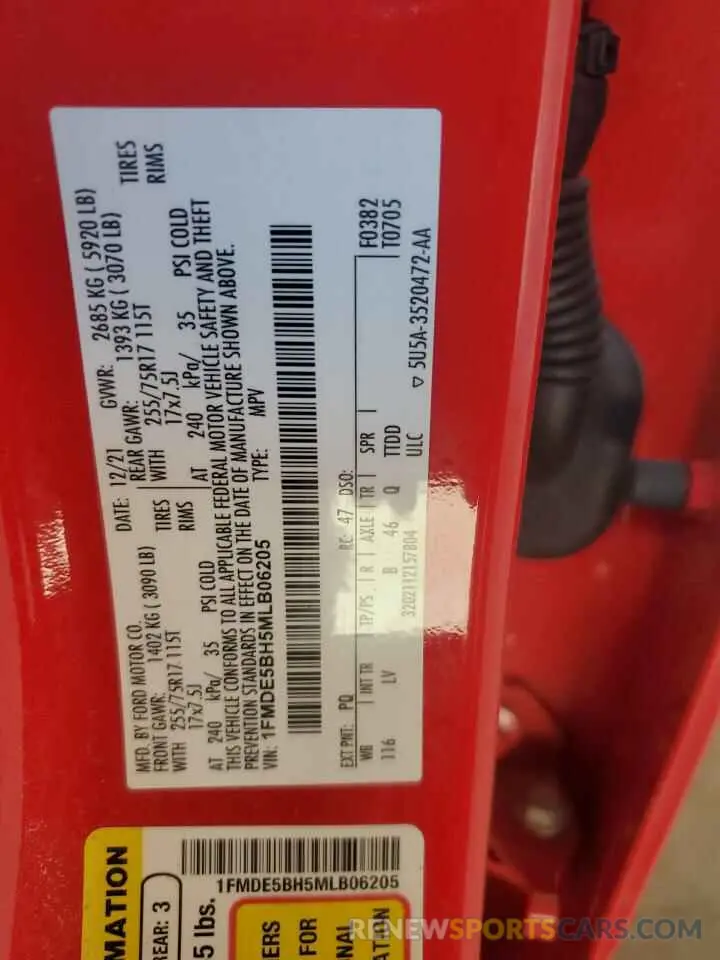 MFD. BY FORD MOTOR CO.
DATE: 12/21 GVWR: 2685 KG ( 5920 LB)
FRONT GAWR: 1402 KG ( 3090 LB) REAR GAWR: 1393 KG ( 3070 LB)
WITH 255/75R17 115T TIRES WITH 255/75R17 115T TIRES
17x7.5J RIMS 17x7.5J RIMS
AT 240 kPa/ 35 PSI COLD AT 240 kPa/ 35 PSI COLD
THIS VEHICLE CONFORMS TO ALL APPLICABLE FEDERAL MOTOR VEHICLE SAFETY AND THEFT
PREVENTION STANDARDS IN EFFECT ON THE DATE OF MANUFACTURE SHOWN ABOVE.
VIN: 1FMDE5BH5MLB06205 TYPE: MPV
EXT PNT: PQ RC: 47 DSO: F0382
WB INT TR TP/PS R AXLE TR SPR T0705
116 LV B 46 Q TTDD
ULC 5U5A-3520472-AA
3202112157804
MATION
REAR: 3
5 lbs.
1FMDE5BH5MLB06205
ERS
FOR
NAL
ATION
RENEWSPORTSCARS.COM